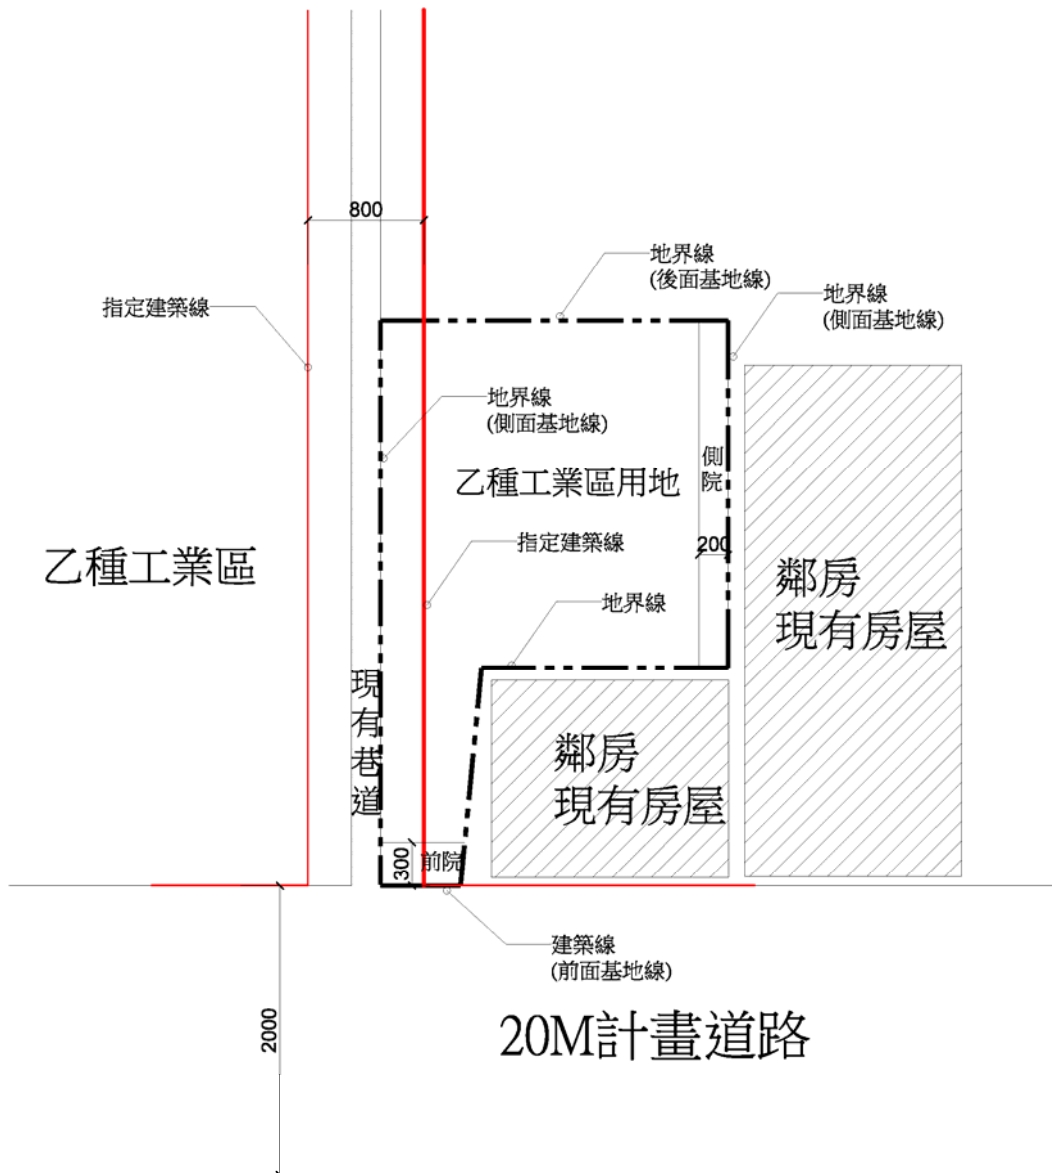 800
地界線
(後面基地線)
地界線
(側面基地線)
指定建築線
地界線
(側面基地線)
側院
乙種工業區用地
200
指定建築線
乙種工業區
鄰房
現有房屋
地界線
現有巷道
鄰房
現有房屋
300
前院
建築線
(前面基地線)
2000
20M計畫道路